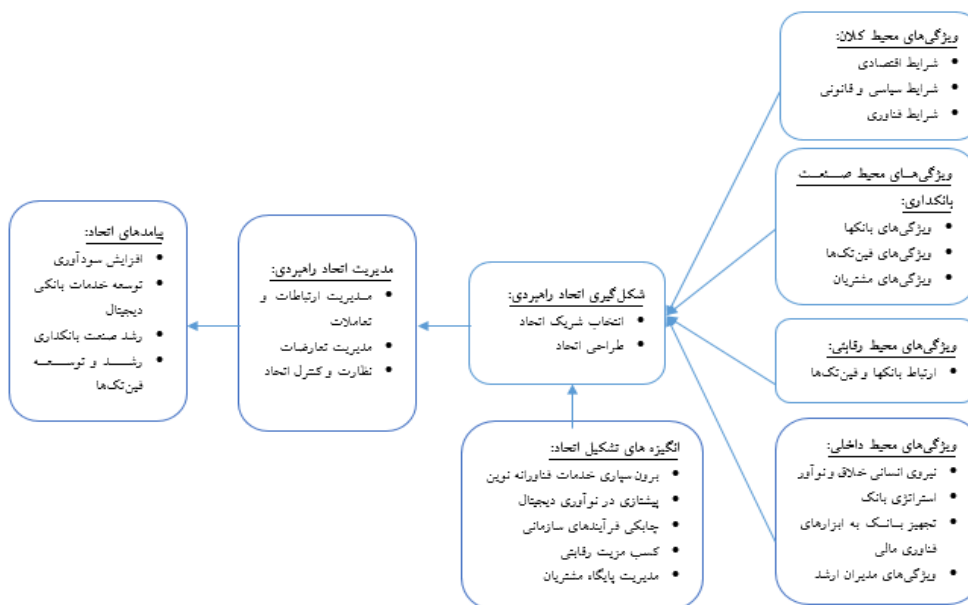 ویژگی‌های محیط کلان:
شرایط اقتصادی
شرایط سیاسی و قانونی
شرایط فناوری
ویژگی‌های محیط صنعت
بانکداری:
ویژگی‌های بانکها
ویژگی‌های فین‌تک‌ها
ویژگی‌های مشتریان
ویژگی‌های محیط رقابتی:
ارتباط بانکها و فین‌تک‌ها
ویژگی‌های محیط داخلی:
نیروی انسانی خلاق و نوآور
استراتژی بانک
تجهیز بانک به ابزارهای
فناوری مالی
ویژگی‌های مدیران ارشد
شکل‌گیری اتحاد راهبردی:
انتخاب شریک اتحاد
طراحی اتحاد
انگیزه های تشکیل اتحاد:
برون سپاری خدمات فناورانه نوین
پیشتازی در نوآوری دیجیتال
چابکی فرآیندهای سازمانی
کسب مزیت رقابتی
مدیریت پایگاه مشتریان
مدیریت اتحاد راهبردی:
مدیریت ارتباطات و
تعاملات
مدیریت تعارضات
نظارت و کنترل اتحاد
پیامدهای اتحاد:
افزایش سودآوری
توسعه خدمات بانکی
دیجیتال
رشد صنعت بانکداری
رشد و توسعه
فین‌تک‌ها